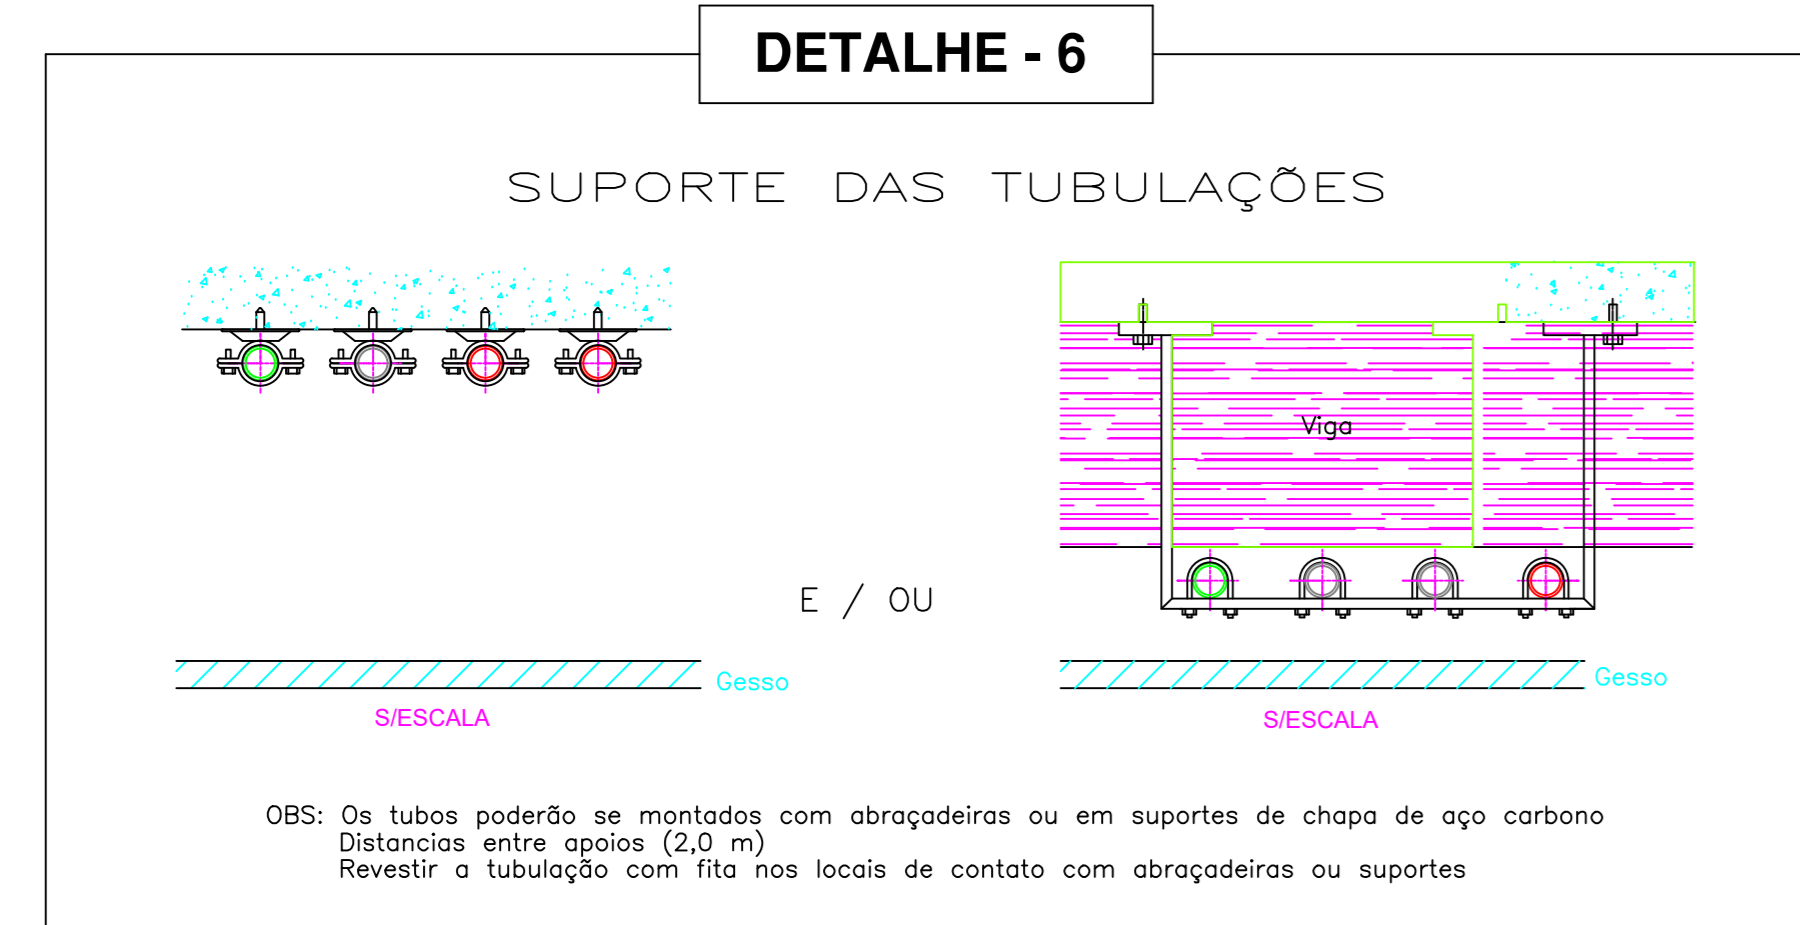 DETALHE - 6
SUPORTE DAS TUBULAÇÕES
Viga
E / OU
Gesso
Gesso
S/ESCALA
S/ESCALA
OBS: Os tubos poderão se montados com abraçadeiras ou em suportes de chapa de aço carbono
Distancias entre apoios (2,0 m)
Revestir a tubulação com fita nos locais de contato com abraçadeiras ou suportes